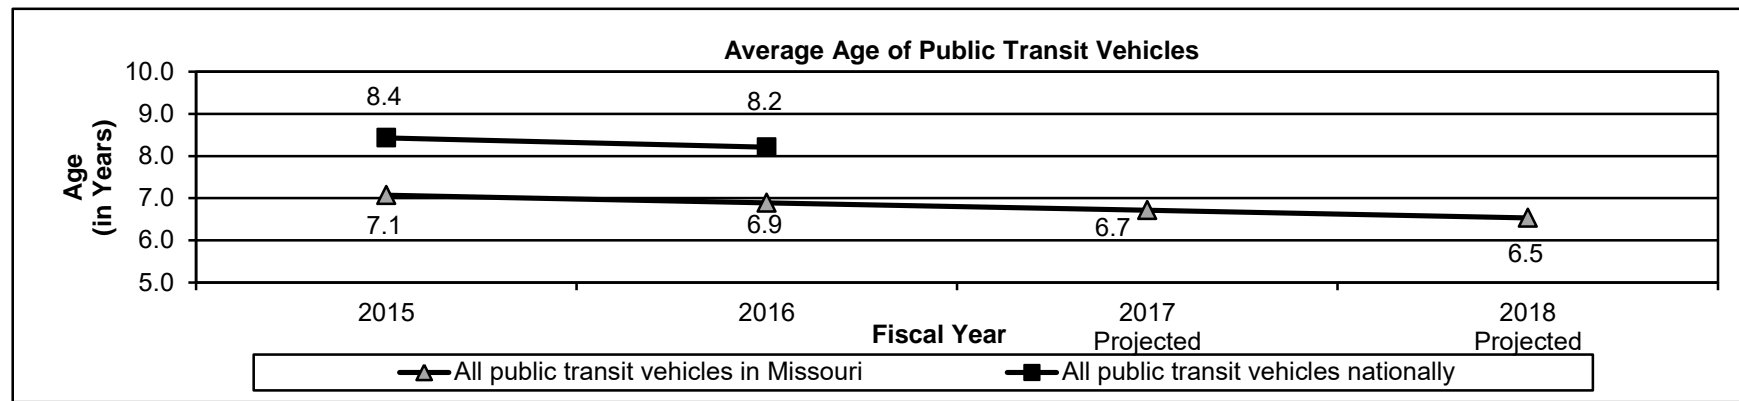 Average Age of Public Transit Vehicles
Age
(in Years)
10.0
9.0
8.0
7.0
6.0
5.0
8.4
8.2
7.1
6.9
6.7
6.5
2015
2016
2017
Projected
2018
Projected
Fiscal Year
All public transit vehicles in Missouri
All public transit vehicles nationally